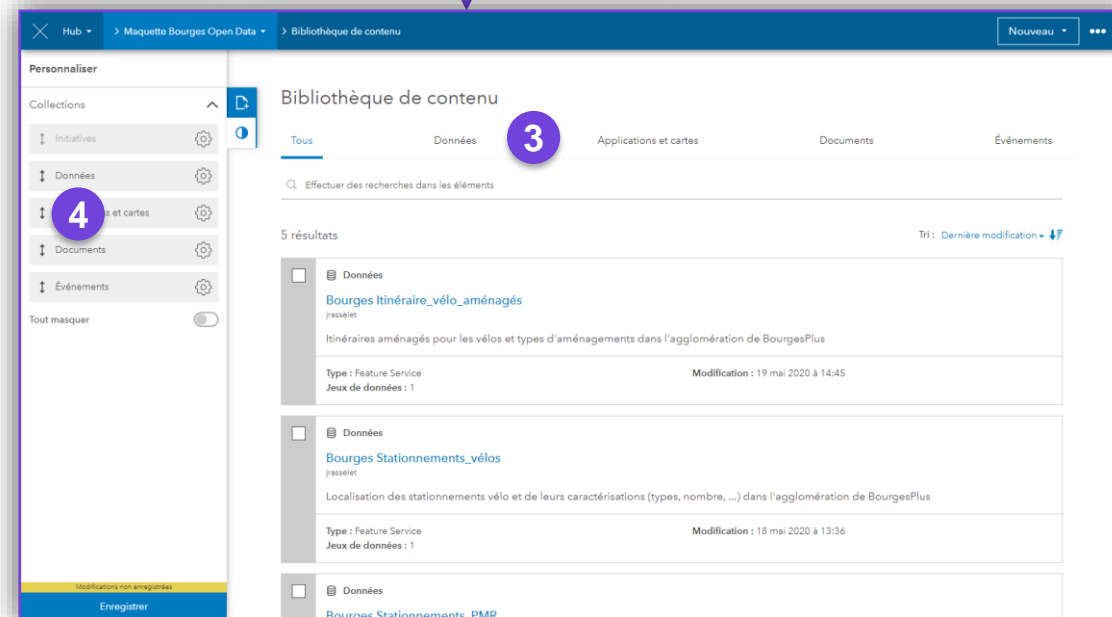 Hub
> Maquette Bourges Open Data
> Bibliothèque de contenu
Nouveau
Personnaliser
Collections
Initiatives
Données
s et cartes
Documents
Événements
Tout masquer
4
Modifications non enregistrées
Enregistrer
Bibliothèque de contenu
Tous
Données
3
Applications et cartes
Documents
Événements
Effectuer des recherches dans les éléments
5 résultats
Tri : Dernière modification
Données
Bourges Itinéraire_vélo_aménagés
jrasselet
Itinéraires aménagés pour les vélos et types d'aménagements dans l'agglomération de BourgesPlus
Type : Feature Service
Modification : 19 mai 2020 à 14:45
Jeux de données : 1
Données
Bourges Stationnements_vélos
jrasselet
Localisation des stationnements vélo et de leurs caractérisations (types, nombre, ...) dans l'agglomération de BourgesPlus
Type : Feature Service
Modification : 18 mai 2020 à 13:36
Jeux de données : 1
Données
Bourges Stationnements_PMR